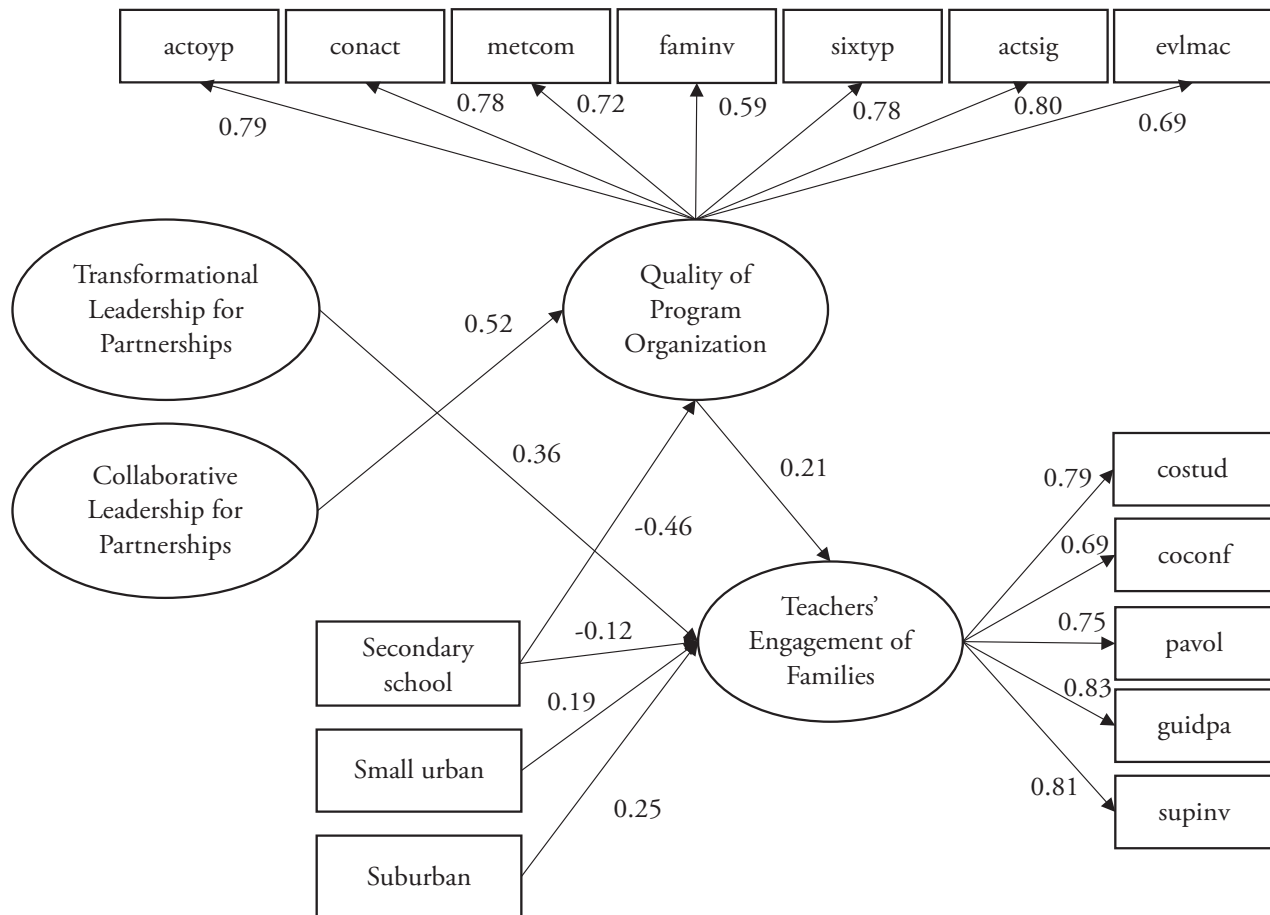 actoyp
conact
metcom
faminv
sixtyp
actsig
evlmac
0.79
0.78
0.72
0.59
0.78
0.80
0.69
Transformational
Leadership for
Partnerships
Quality of
Program
Organization
0.52
Collaborative
Leadership for
Partnerships
0.36
-0.46
0.21
Secondary
school
Small urban
Suburban
-0.12
0.19
0.25
Teachers’
Engagement of
Families
0.79
0.69
0.75
0.83
0.81
costud
coconf
pavol
guidpa
supinv